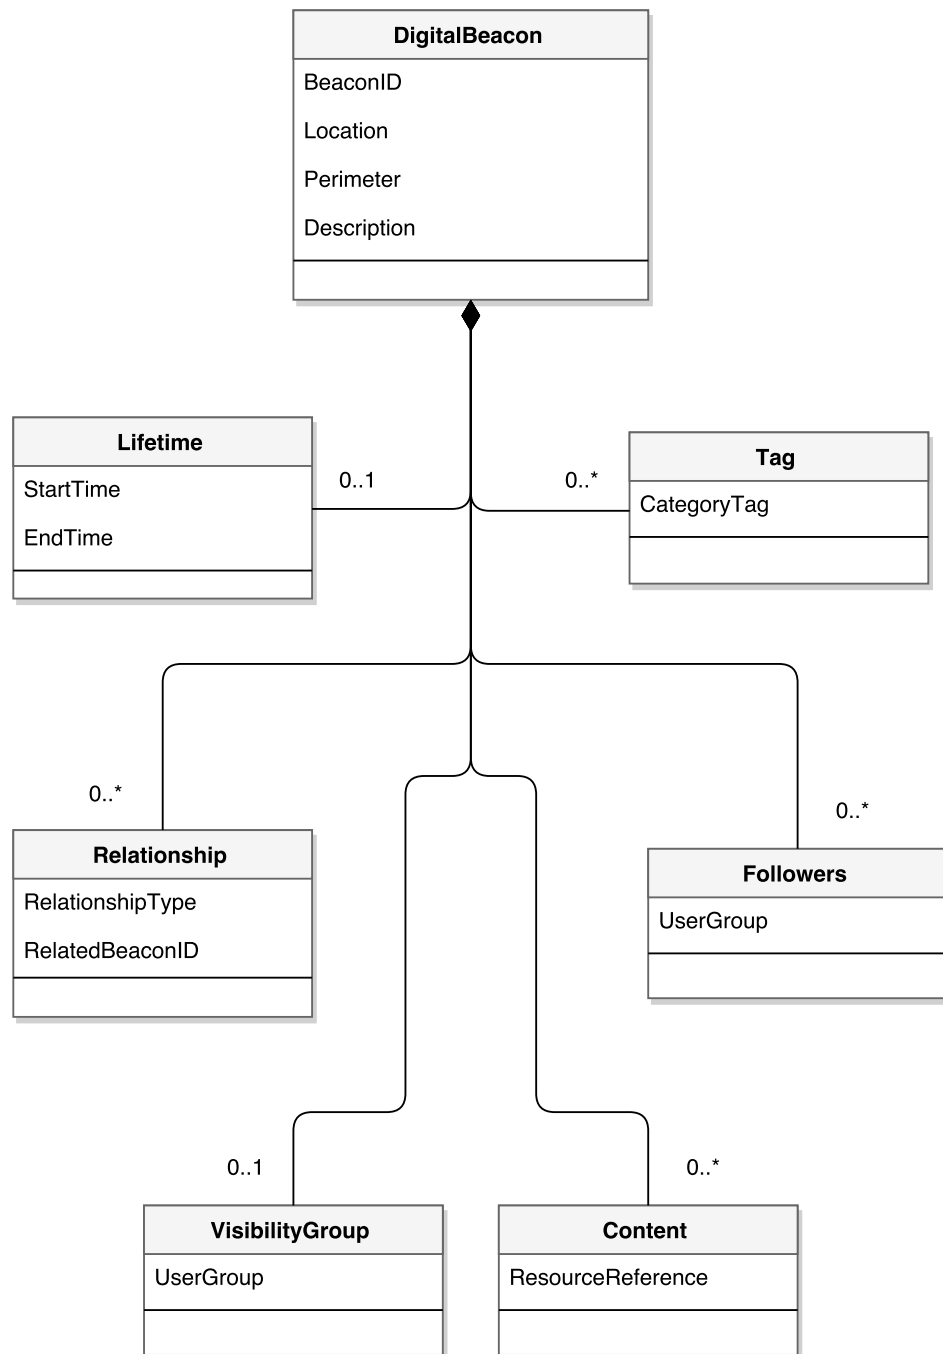 DigitalBeacon
BeaconID
Location
Perimeter
Description
Lifetime
StartTime
EndTime
0..1
0..*
Tag
CategoryTag
0..*
Relationship
RelationshipType
RelatedBeaconID
0..*
Followers
UserGroup
0..1
VisibilityGroup
UserGroup
0..*
Content
ResourceReference